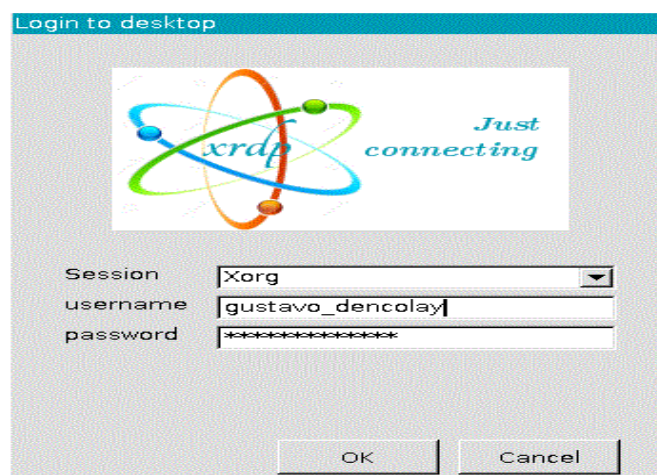 Login to desktop
xrdp
Just
connecting
Session
Xorg
username
gustavo_dencolay
password
*************
OK
Cancel